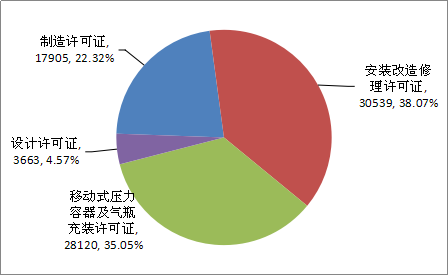 制造许可证,
17905, 22.32%
安装改造修
理许可证,
30539, 38.07%
设计许可证,
3663, 4.57%
移动式压力
容器及气瓶
充装许可证,
28120, 35.05%